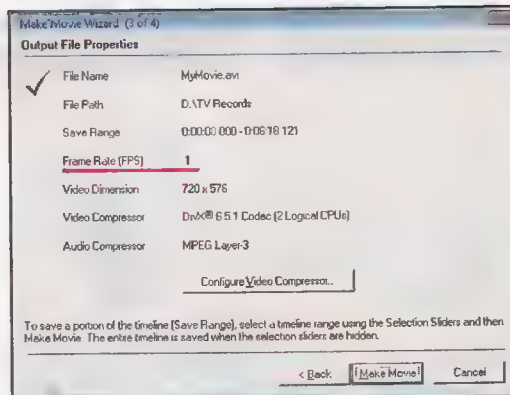 Make Movie Wizard (3 of 4)
Output File Properties
File Name MyMovie.avi
File Path D:\TV Records
Save Range 0:00:00 000 - 0:06:18 121
Frame Rate (FPS) 1
Video Dimension 720 x 576
Video Compressor DivX® 6.5.1 Codec (2 Logical CPUs)
Audio Compressor MPEG Layer-3
Configure Video Compressor...
To save a portion of the timeline (Save Range), select a timeline range using the Selection Sliders and then
Make Movie. The entire timeline is saved when the selection sliders are hidden.
< Back Make Movie! Cancel